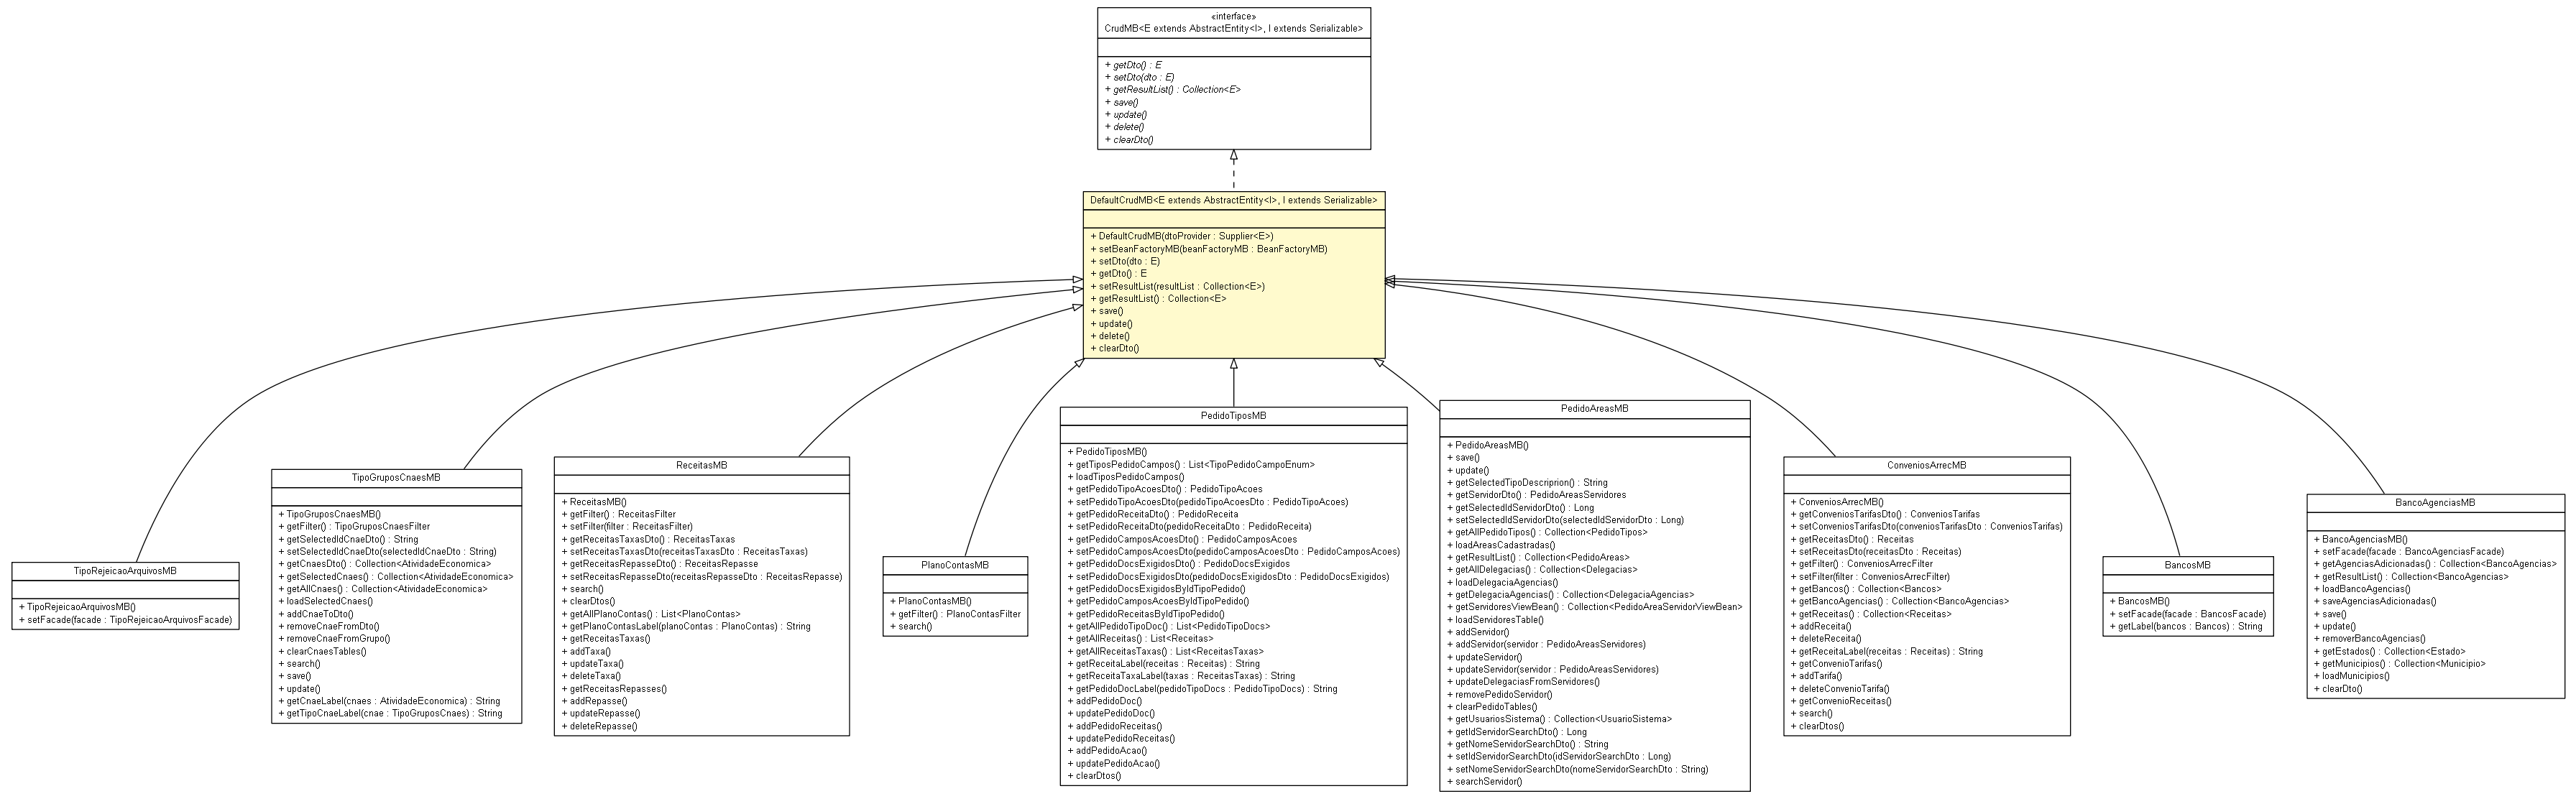 «interface»
CrudMB<E extends AbstractEntity<I>, I extends Serializable>
+ getDto() : E
+ setDto(dto : E)
+ getResultList() : Collection<E>
+ save()
+ update()
+ delete()
+ clearDto()
DefaultCrudMB<E extends AbstractEntity<I>, I extends Serializable>
+ DefaultCrudMB(dtoProvider : Supplier<E>)
+ setBeanFactoryMB(beanFactoryMB : BeanFactoryMB)
+ setDto(dto : E)
+ getDto() : E
+ setResultList(resultList : Collection<E>)
+ getResultList() : Collection<E>
+ save()
+ update()
+ delete()
+ clearDto()
TipoRejeicaoArquivosMB
+ TipoRejeicaoArquivosMB()
+ setFacade(facade : TipoRejeicaoArquivosFacade)
TipoGruposCnaesMB
+ TipoGruposCnaesMB()
+ getFilter() : TipoGruposCnaesFilter
+ getSelectedIdCnaeDto() : String
+ setSelectedIdCnaeDto(selectedIdCnaeDto : String)
+ getCnaesDto() : Collection<AtividadeEconomica>
+ getSelectedCnaes() : Collection<AtividadeEconomica>
+ getAllCnaes() : Collection<AtividadeEconomica>
+ loadSelectedCnaes()
+ addCnaeToDto()
+ removeCnaeFromDto()
+ removeCnaeFromGrupo()
+ clearCnaesTables()
+ search()
+ save()
+ update()
+ getCnaeLabel(cnaes : AtividadeEconomica) : String
+ getTipoCnaeLabel(cnae : TipoGruposCnaes) : String
ReceitasMB
+ ReceitasMB()
+ getFilter() : ReceitasFilter
+ setFilter(filter : ReceitasFilter)
+ getReceitasTaxasDto() : ReceitasTaxas
+ setReceitasTaxasDto(receitasTaxasDto : ReceitasTaxas)
+ getReceitasRepasseDto() : ReceitasRepasse
+ setReceitasRepasseDto(receitasRepasseDto : ReceitasRepasse)
+ search()
+ clearDtos()
+ getAllPlanoContas() : List<PlanoContas>
+ getPlanoContasLabel(planoContas : PlanoContas) : String
+ getReceitasTaxas()
+ addTaxa()
+ updateTaxa()
+ deleteTaxa()
+ getReceitasRepasses()
+ addRepasse()
+ updateRepasse()
+ deleteRepasse()
PlanoContasMB
+ PlanoContasMB()
+ getFilter() : PlanoContasFilter
+ search()
PedidoTiposMB
+ PedidoTiposMB()
+ getTiposPedidoCampos() : List<TipoPedidoCampoEnum>
+ loadTiposPedidoCampos()
+ getPedidoTipoAcoesDto() : PedidoTipoAcoes
+ setPedidoTipoAcoesDto(pedidoTipoAcoesDto : PedidoTipoAcoes)
+ getPedidoReceitaDto() : PedidoReceita
+ setPedidoReceitaDto(pedidoReceitaDto : PedidoReceita)
+ getPedidoCamposAcoesDto() : PedidoCamposAcoes
+ setPedidoCamposAcoesDto(pedidoCamposAcoesDto : PedidoCamposAcoes)
+ getPedidoDocsExigidosDto() : PedidoDocsExigidos
+ setPedidoDocsExigidosDto(pedidoDocsExigidosDto : PedidoDocsExigidos)
+ getPedidoDocsExigidosByIdTipoPedido()
+ getPedidoCamposAcoesByIdTipoPedido()
+ getPedidoReceitasByIdTipoPedido()
+ getAllPedidoTipoDoc() : List<PedidoTipoDocs>
+ getAllReceitas() : List<Receitas>
+ getAllReceitasTaxas() : List<ReceitasTaxas>
+ getReceitaLabel(receitas : Receitas) : String
+ getReceitaTaxaLabel(taxas : ReceitasTaxas) : String
+ getPedidoDocLabel(pedidoTipoDocs : PedidoTipoDocs) : String
+ addPedidoDoc()
+ updatePedidoDoc()
+ addPedidoReceitas()
+ updatePedidoReceitas()
+ addPedidoAcao()
+ updatePedidoAcao()
+ clearDtos()
PedidoAreasMB
+ PedidoAreasMB()
+ save()
+ update()
+ getSelectedTipoDescriprion() : String
+ getServidorDto() : PedidoAreasServidores
+ getSelectedIdServidorDto() : Long
+ setSelectedIdServidorDto(selectedIdServidorDto : Long)
+ getAllPedidoTipos() : Collection<PedidoTipos>
+ loadAreasCadastradas()
+ getResultList() : Collection<PedidoAreas>
+ getAllDelegacias() : Collection<Delegacias>
+ loadDelegaciaAgencias()
+ getDelegaciaAgencias() : Collection<DelegaciaAgencias>
+ getServidoresViewBean() : Collection<PedidoAreaServidorViewBean>
+ loadServidoresTable()
+ addServidor()
+ addServidor(servidor : PedidoAreasServidores)
+ updateServidor()
+ updateServidor(servidor : PedidoAreasServidores)
+ updateDelegaciasFromServidores()
+ removePedidoServidor()
+ clearPedidoTables()
+ getUsuariosSistema() : Collection<UsuarioSistema>
+ getIdServidorSearchDto() : Long
+ getNomeServidorSearchDto() : String
+ setIdServidorSearchDto(idServidorSearchDto : Long)
+ setNomeServidorSearchDto(nomeServidorSearchDto : String)
+ searchServidor()
ConveniosArrecMB
+ ConveniosArrecMB()
+ getConveniosTarifasDto() : ConveniosTarifas
+ setConveniosTarifasDto(conveniosTarifasDto : ConveniosTarifas)
+ getReceitasDto() : Receitas
+ setReceitasDto(receitasDto : Receitas)
+ getFilter() : ConveniosArrecFilter
+ setFilter(filter : ConveniosArrecFilter)
+ getBancos() : Collection<Bancos>
+ getBancoAgencias() : Collection<BancoAgencias>
+ getReceitas() : Collection<Receitas>
+ addReceita()
+ deleteReceita()
+ getReceitaLabel(receitas : Receitas) : String
+ getConvenioTarifas()
+ addTarifa()
+ deleteConvenioTarifa()
+ getConvenioReceitas()
+ search()
+ clearDtos()
BancosMB
+ BancosMB()
+ setFacade(facade : BancosFacade)
+ getLabel(bancos : Bancos) : String
BancoAgenciasMB
+ BancoAgenciasMB()
+ setFacade(facade : BancoAgenciasFacade)
+ getAgenciasAdicionadas() : Collection<BancoAgencias>
+ getResultList() : Collection<BancoAgencias>
+ loadBancoAgencias()
+ saveAgenciasAdicionadas()
+ save()
+ update()
+ removerBancoAgencias()
+ getEstados() : Collection<Estado>
+ getMunicipios() : Collection<Municipio>
+ loadMunicipios()
+ clearDto()